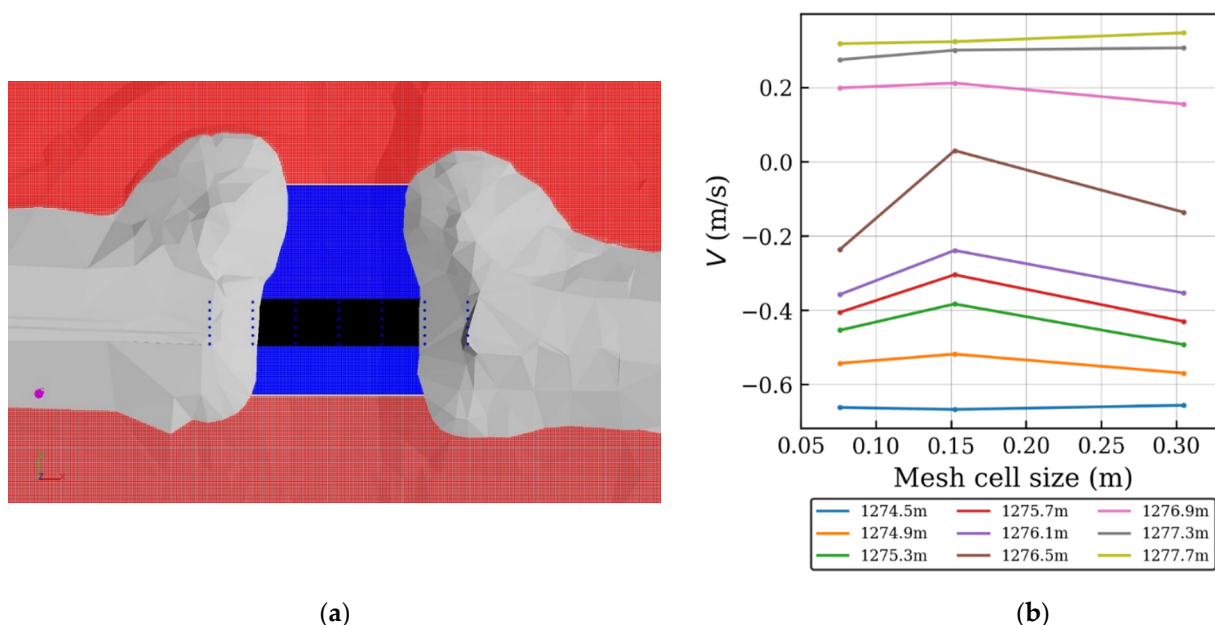 0.2
0.0
−0.2
−0.4
−0.6
V (m/s)
0.05 0.10 0.15 0.20 0.25 0.30
Mesh cell size (m)
1274.5m 1275.7m 1276.9m
1274.9m 1276.1m 1277.3m
1275.3m 1276.5m 1277.7m
Z X
(a) (b)